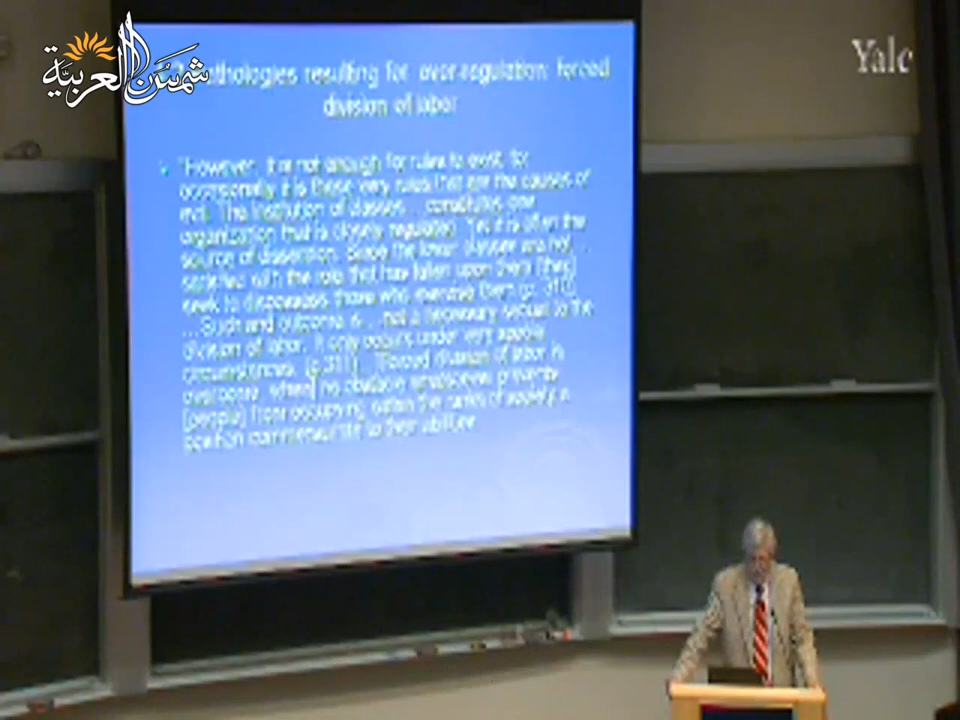 شمس العربية
Yale
pathologies resulting for over-regulation: forced
division of labor
"However, it is not enough for rules to exist, for
occasionally it is these very rules that are the causes of
evil. The institution of classes... constitutes one
organization that is closely regulated. Yet it is often the
source of dissension. Since the lower classes are not ...
satisfied with the role that has fallen upon them [they]
seek to dispossess those who exercise them (p. 310)
...Such and outcome is ...not a necessary sequel to the
division of labor. It only occurs under very special
circumstances. (p.311)... [Forced division of labor is
overcome when] no obstacle whatsoever prevents
[people] from occupying within the ranks of society a
position commensurate to their abilities